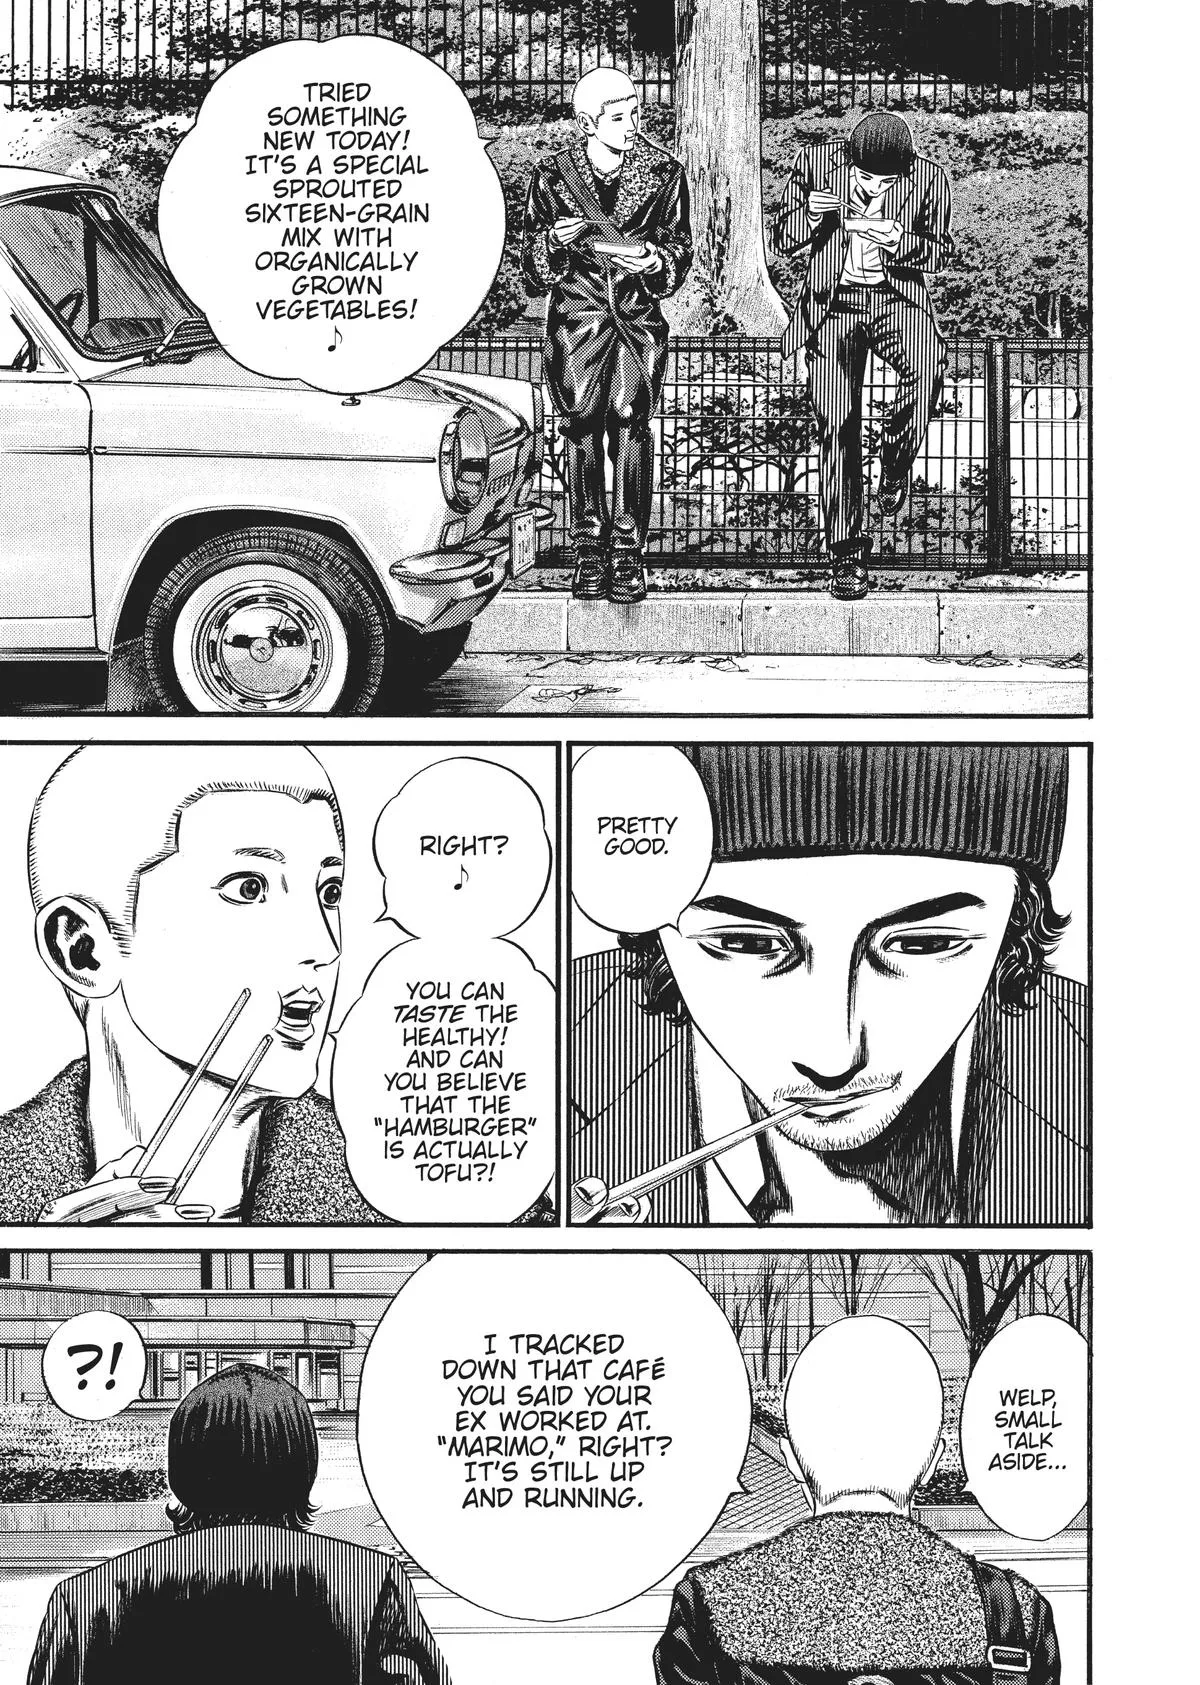 TRIED
SOMETHING
NEW TODAY!
IT'S A SPECIAL
SPROUTED
SIXTEEN-GRAIN
MIX WITH
ORGANICALLY
GROWN
VEGETABLES!
♪
PRETTY
GOOD.
RIGHT?
♪
YOU CAN
TASTE THE
HEALTHY!
AND CAN
YOU BELIEVE
THAT THE
"HAMBURGER"
IS ACTUALLY
TOFU?!
WELP,
SMALL
TALK
ASIDE...
I TRACKED
DOWN THAT CAFÉ
YOU SAID YOUR
EX WORKED AT.
"MARIMO," RIGHT?
IT'S STILL UP
AND RUNNING.
?!